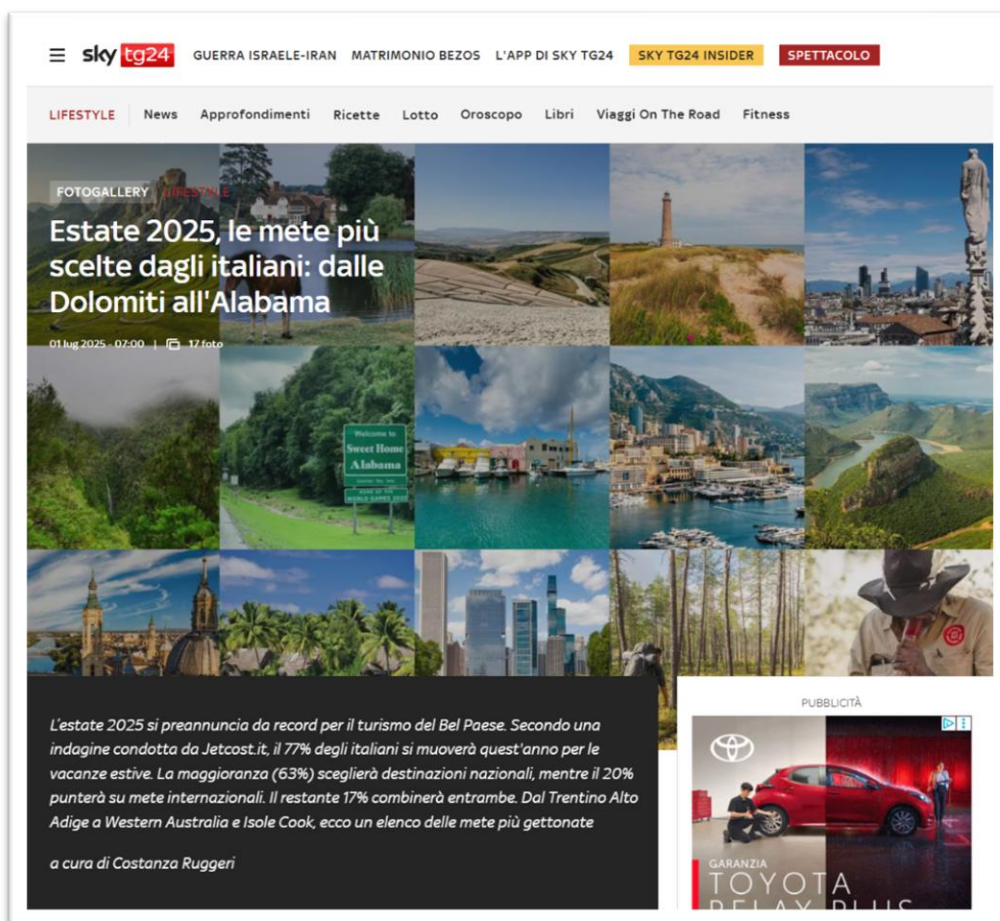 sky tg24 GUERRA ISRAELE-IRAN MATRIMONIO BEZOS L'APP DI SKY TG24 SKY TG24 INSIDER SPETTACOLO
LIFESTYLE News Approfondimenti Ricette Lotto Oroscopo Libri Viaggi On The Road Fitness
FOTOGALLERY LIFESTYLE
Estate 2025, le mete più
scelte dagli italiani: dalle
Dolomiti all'Alabama
01 lug 2025 - 07:00 | 17 foto
Welcome to
Sweet Home
Alabama
WORLD GAMES 2022
L'estate 2025 si preannuncia da record per il turismo del Bel Paese. Secondo una
indagine condotta da Jetcost.it, il 77% degli italiani si muoverà quest'anno per le
vacanze estive. La maggioranza (63%) sceglierà destinazioni nazionali, mentre il 20%
punterà su mete internazionali. Il restante 17% combinerà entrambe. Dal Trentino Alto
Adige a Western Australia e Isole Cook, ecco un elenco delle mete più gettonate
a cura di Costanza Ruggeri
PUBBLICITÀ
GARANZIA
TOYOTA
RELAX PLUS